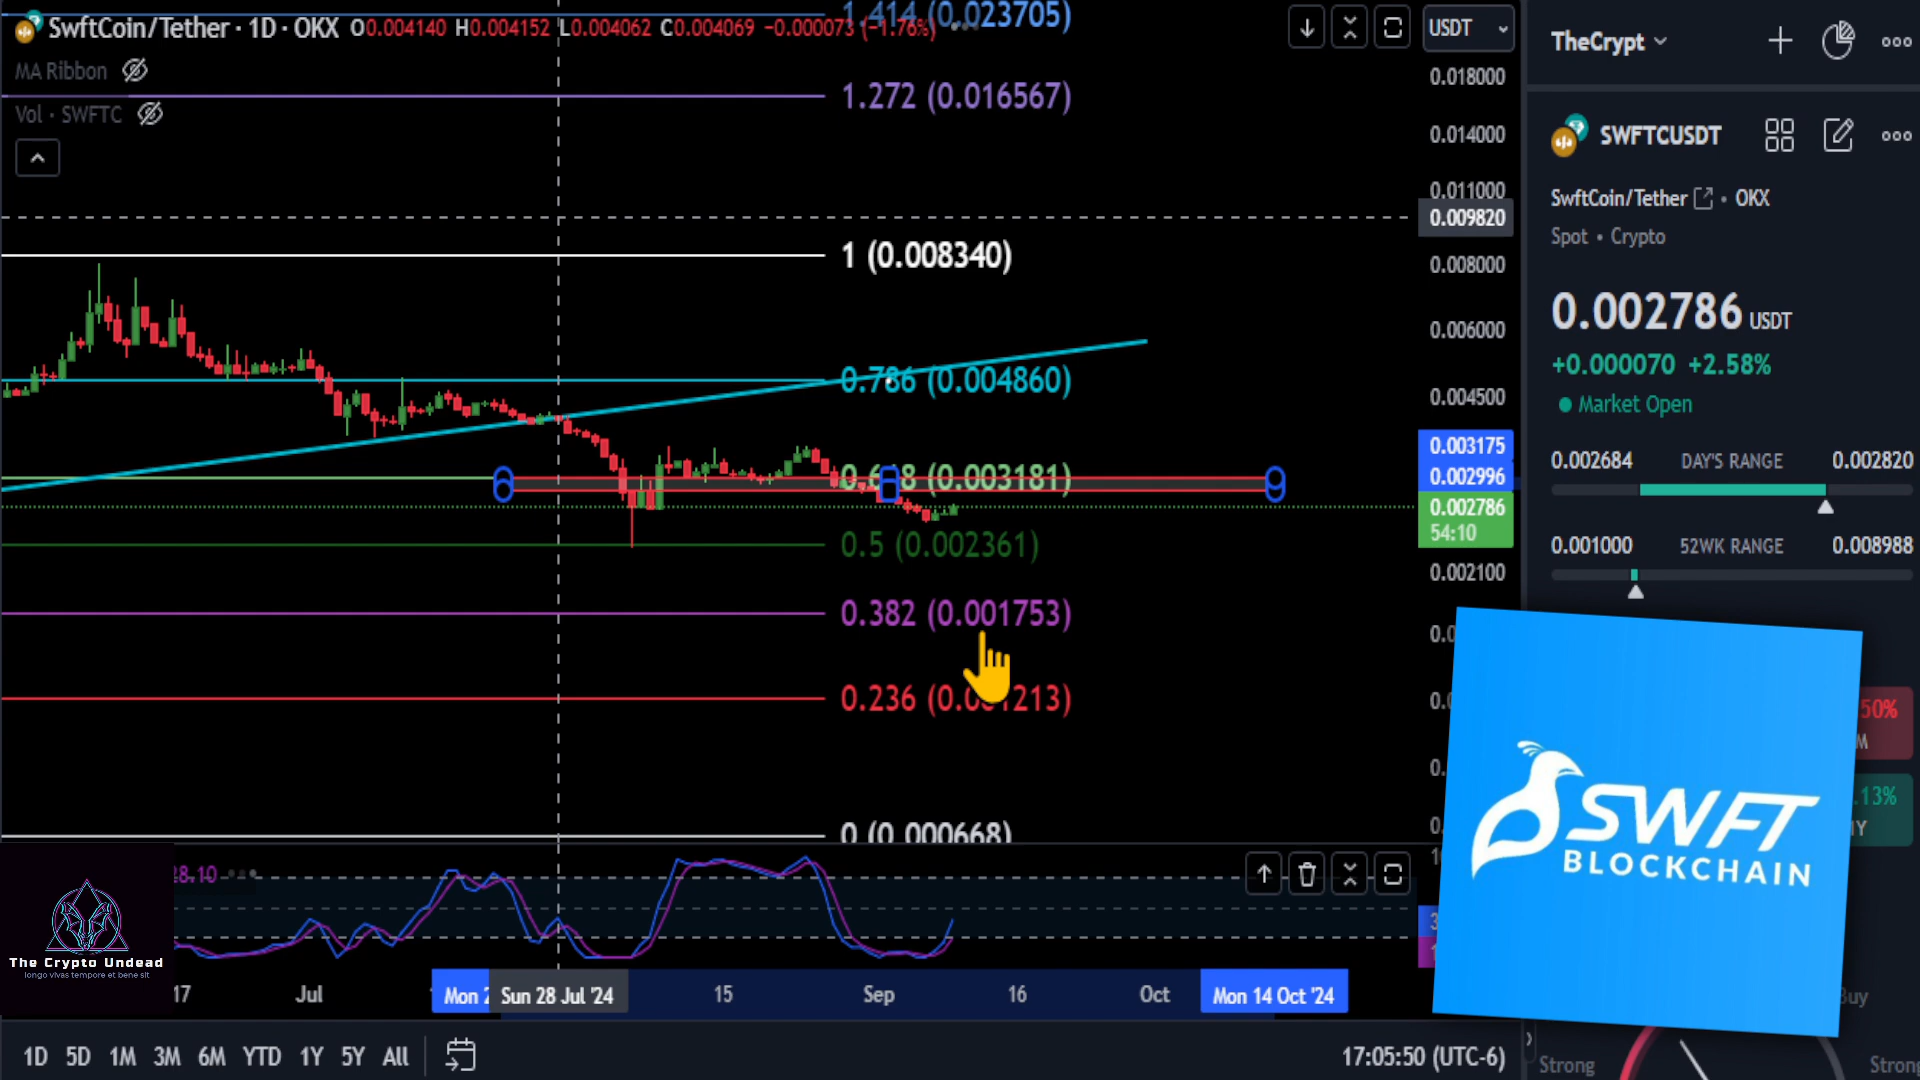 SwftCoin/Tether · 1D · OKX O0.004140 H0.004152 L0.004062 C0.004069 −0.000073 (−1.76%)
1.414 (0.023705)
USDT
MA Ribbon
Vol · SWFTC
1.272 (0.016567)
1 (0.008340)
0.786 (0.004860)
(0.003181)
0.5 (0.002361)
0.382 (0.001753)
0.236
0 (0.000668)
0.018000
0.014000
0.011000
0.009820
0.008000
0.006000
0.004500
0.003175
0.002996
0.002786
54:10
0.002100
TheCrypt
SWFTCUSDT
SwftCoin/Tether • OKX
Spot • Crypto
0.002786 USDT
+0.000070 +2.58%
Market Open
0.002684 DAY'S RANGE 0.002820
0.001000 52WK RANGE 0.008988
SWFT
BLOCKCHAIN
The Crypto Undead
longo vivas tempore et bene sit
17 Jul Mon Sun 28 Jul '24 15 Sep 16 Oct Mon 14 Oct '24
1D 5D 1M 3M 6M YTD 1Y 5Y All
17:05:50 (UTC-6)
Strong